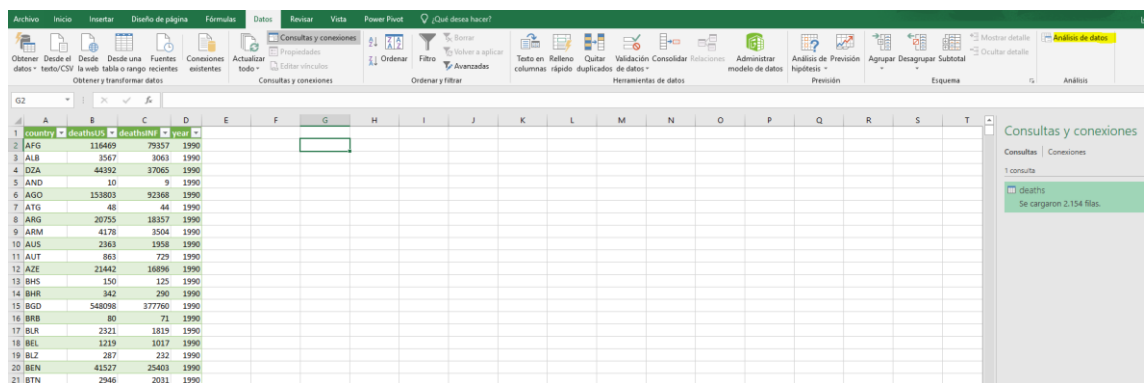 Archivo Inicio Insertar Diseño de página Fórmulas Datos Revisar Vista Power Pivot ¿Qué desea hacer?
Obtener datos Desde el texto/CSV Desde la web Desde una tabla o rango Fuentes recientes Conexiones existentes
Obtener y transformar datos
Actualizar todo Consultas y conexiones Propiedades Editar vínculos
Consultas y conexiones
Ordenar Filtro Borrar Volver a aplicar Avanzadas
Ordenar y filtrar
Texto en columnas Relleno rápido Quitar duplicados Validación de datos Consolidar Relaciones Administrar modelo de datos
Herramientas de datos
Análisis de hipótesis Previsión
Previsión
Agrupar Desagrupar Subtotal Mostrar detalle Ocultar detalle
Esquema
Análisis de datos
Análisis
G2 fx
A B C D E F G H I J K L M N O P Q R S T
1 country deathsU5 deathsINF year
2 AFG 116469 79357 1990
3 ALB 3567 3063 1990
4 DZA 44392 37065 1990
5 AND 10 9 1990
6 AGO 153803 92368 1990
7 ATG 48 44 1990
8 ARG 20755 18357 1990
9 ARM 4178 3504 1990
10 AUS 2363 1958 1990
11 AUT 863 729 1990
12 AZE 21442 16896 1990
13 BHS 150 125 1990
14 BHR 342 290 1990
15 BGD 548098 377760 1990
16 BRB 80 71 1990
17 BLR 2321 1819 1990
18 BEL 1219 1017 1990
19 BLZ 287 232 1990
20 BEN 41527 25403 1990
21 BTN 2946 2031 1990
Consultas y conexiones
Consultas | Conexiones
1 consulta
deaths
Se cargaron 2.154 filas.